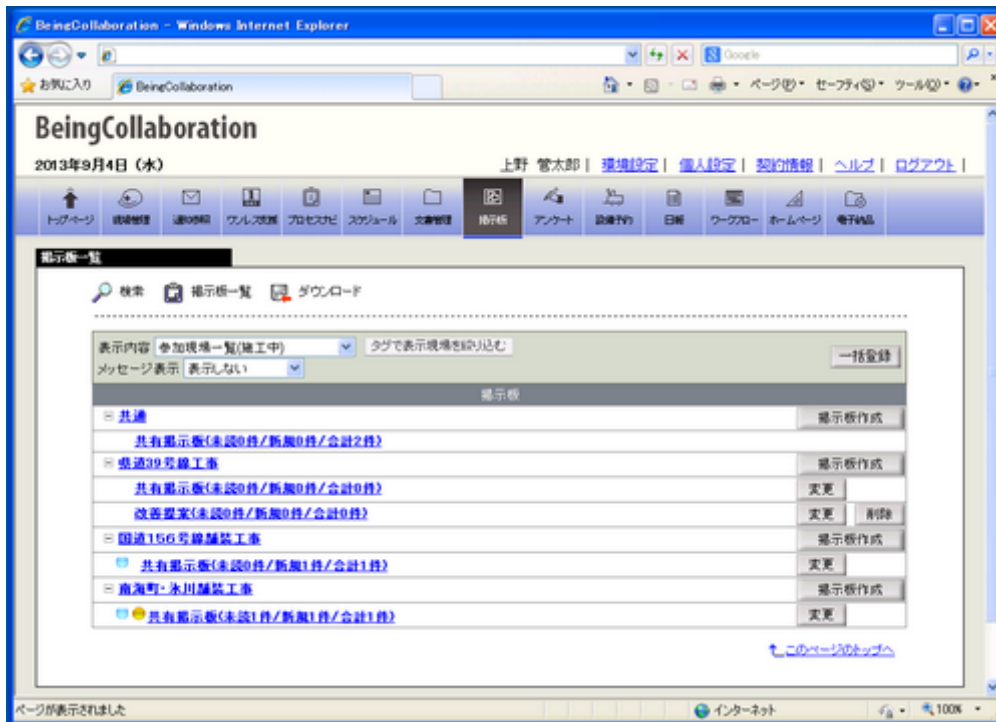 BeingCollaboration - Windows Internet Explorer
Google
お気に入り BeingCollaboration ページ(P) セーフティ(S) ツール(O)
BeingCollaboration
2013年9月4日 (水) 上野 管太郎 | 環境設定 | 個人設定 | 契約情報 | ヘルプ | ログアウト |
トップページ 現場管理 ワンレス アンケート プロセスナビ スケジュール 文書管理 掲示板 設備予約 日報 ワークフロー ホームページ 電子納品
掲示板一覧
検索 掲示板一覧 ダウンロード
表示内容 参加現場一覧(施工中) タグで表示現場を絞り込む 一括登録
メッセージ表示 表示しない
掲示板
共通 掲示板作成
共有掲示板(未読0件/新規0件/合計2件)
県道39号線工事 掲示板作成
共有掲示板(未読0件/新規0件/合計0件) 変更
改善提案(未読0件/新規0件/合計0件) 変更 削除
国道156号線舗装工事 掲示板作成
共有掲示板(未読0件/新規1件/合計1件) 変更
南海町・氷川舗装工事 掲示板作成
共有掲示板(未読1件/新規1件/合計1件) 変更
このページのトップへ
ページが表示されました インターネット 100%